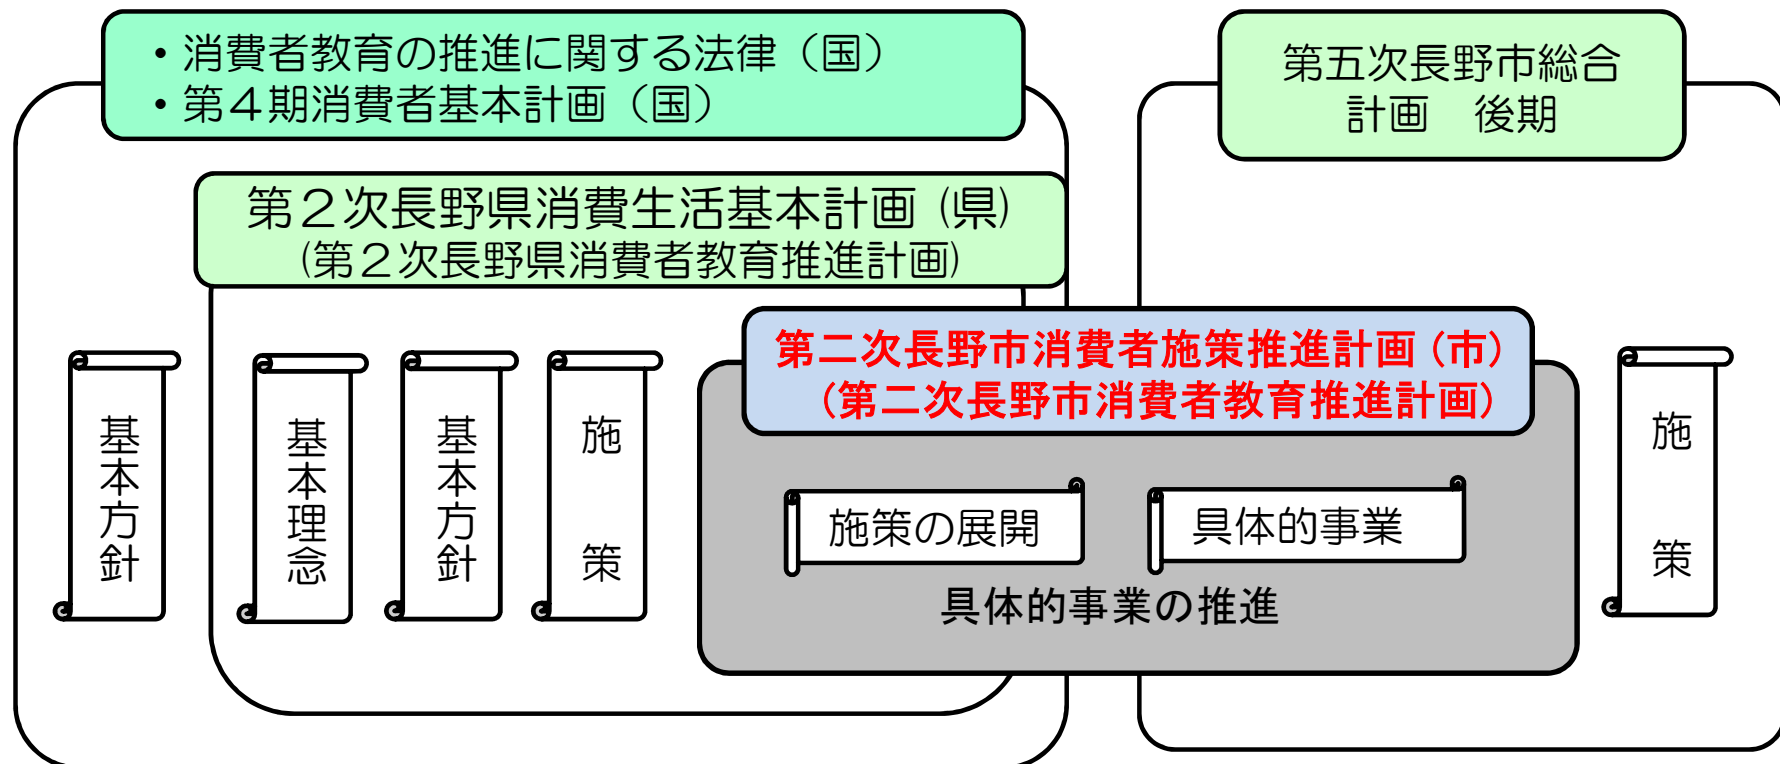 ・消費者教育の推進に関する法律（国）
・第４期消費者基本計画（国）
第五次長野市総合
計画　後期
第２次長野県消費生活基本計画（県）
（第２次長野県消費者教育推進計画）
第二次長野市消費者施策推進計画（市）
（第二次長野市消費者教育推進計画）
基本方針
基本理念
基本方針
施　策
施策の展開
具体的事業
具体的事業の推進
施　策